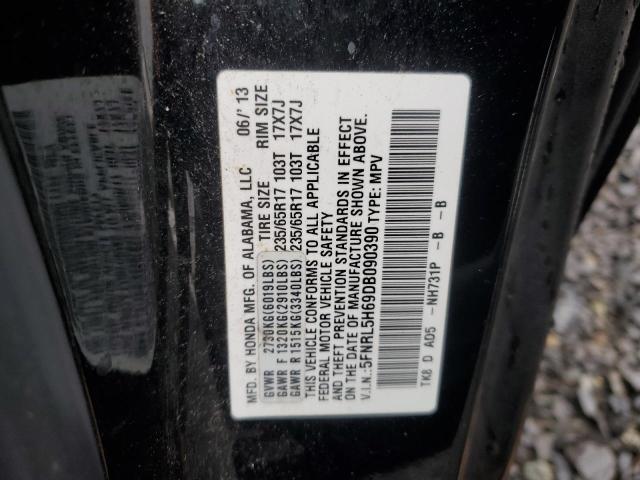 MFD. BY HONDA MFG. OF ALABAMA, LLC 06/'13
TIRE SIZE RIM SIZE
GVWR 2730KG(6019LBS)
GAWR F 1320KG(2910LBS) 235/65R17 103T 17X7J
GAWR R 1515KG(3340LBS) 235/65R17 103T 17X7J
THIS VEHICLE CONFORMS TO ALL APPLICABLE
FEDERAL MOTOR VEHICLE SAFETY
AND THEFT PREVENTION STANDARDS IN EFFECT
ON THE DATE OF MANUFACTURE SHOWN ABOVE.
V.I.N.:5FNRL5H69DB090390 TYPE: MPV
TK8 D AD5 -NH731P -B -B